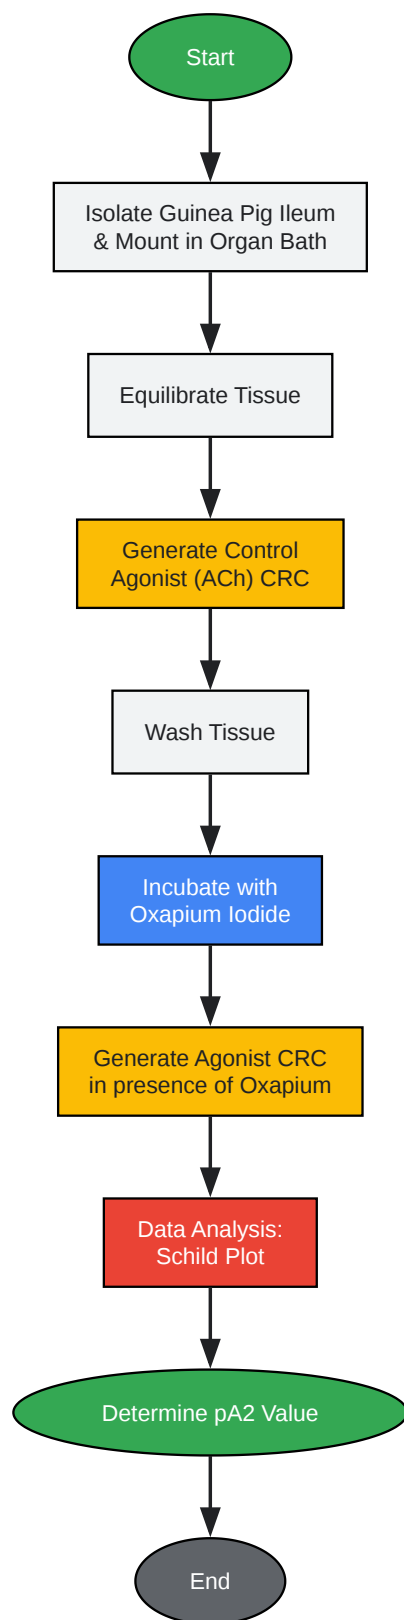 Start
Isolate Guinea Pig Ileum
& Mount in Organ Bath
Equilibrate Tissue
Generate Control
Agonist (ACh) CRC
Wash Tissue
Incubate with
Oxapium Iodide
Generate Agonist CRC
in presence of Oxapium
Data Analysis:
Schild Plot
Determine pA2 Value
End